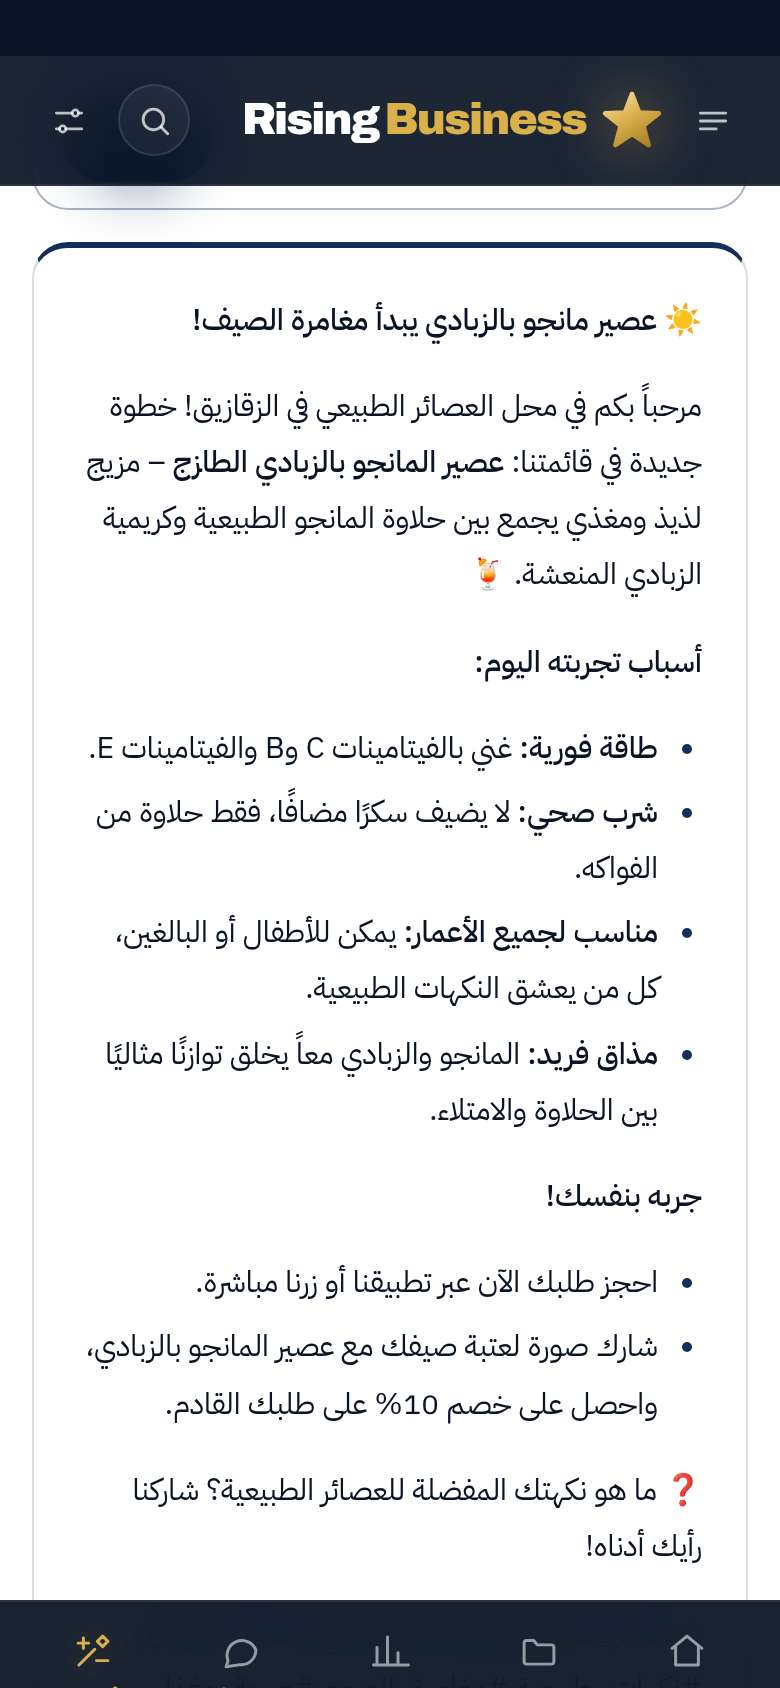 Rising Business
☀️ عصير مانجو بالزبادي يبدأ مغامرة الصيف!
مرحباً بكم في محل العصائر الطبيعي في الزقازيق! خطوة
جديدة في قائمتنا: عصير المانجو بالزبادي الطازج – مزيج
لذيذ ومغذي يجمع بين حلاوة المانجو الطبيعية وكريمية
الزبادي المنعشة. 🍹
أسباب تجربته اليوم:
• طاقة فورية: غني بالفيتامينات C وB والفيتامينات E.
• شرب صحي: لا يضيف سكرًا مضافًا، فقط حلاوة من
الفواكه.
• مناسب لجميع الأعمار: يمكن للأطفال أو البالغين،
كل من يعشق النكهات الطبيعية.
• مذاق فريد: المانجو والزبادي معاً يخلق توازنًا مثاليًا
بين الحلاوة والامتلاء.
جربه بنفسك!
• احجز طلبك الآن عبر تطبيقنا أو زرنا مباشرة.
• شارك صورة لعتبة صيفك مع عصير المانجو بالزبادي،
واحصل على خصم 10% على طلبك القادم.
❓ ما هو نكهتك المفضلة للعصائر الطبيعية؟ شاركنا
رأيك أدناه!